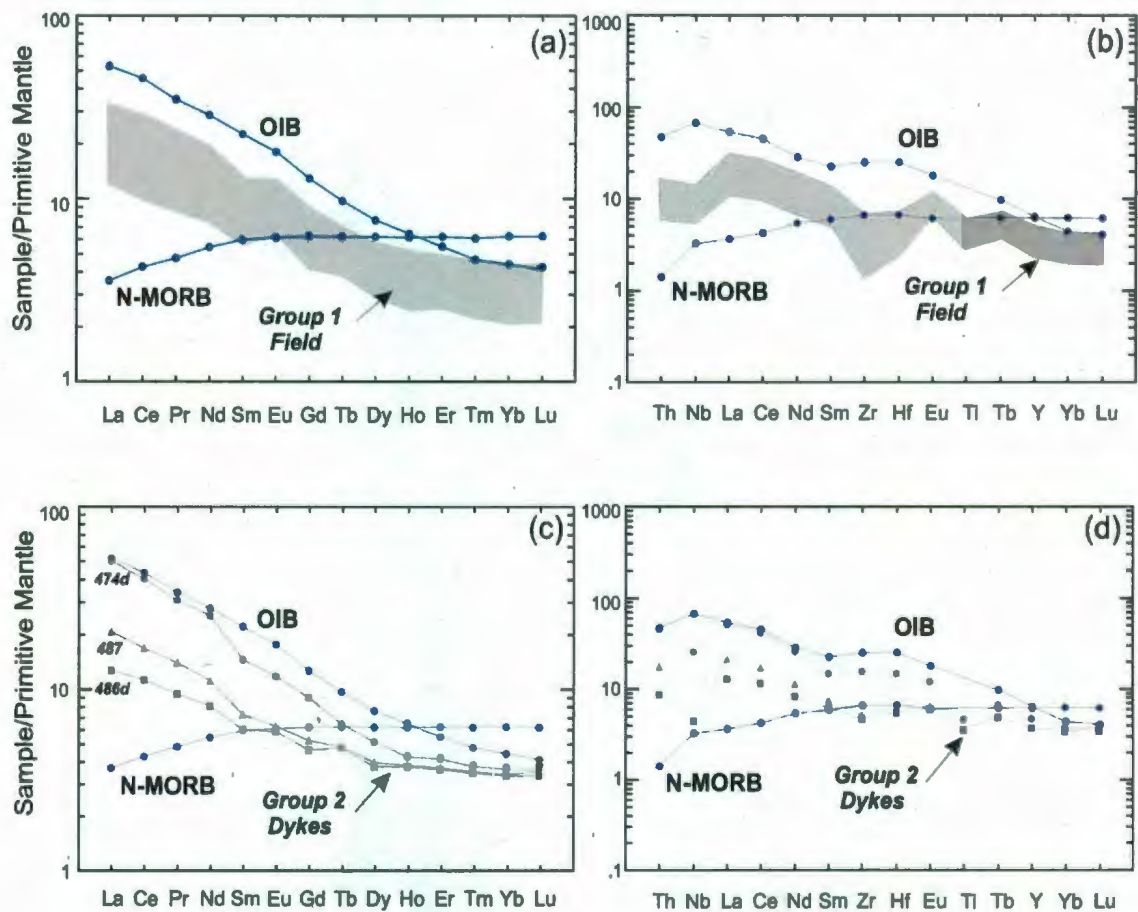 (a)
100
10
1
Sample/Primitive Mantle
OIB
N-MORB
Group 1
Field
La Ce Pr Nd Sm Eu Gd Tb Dy Ho Er Tm Yb Lu
(b)
1000
100
10
1
.1
OIB
N-MORB
Group 1
Field
Th Nb La Ce Nd Sm Zr Hf Eu Ti Tb Y Yb Lu
(c)
100
10
1
Sample/Primitive Mantle
474d
487
486d
OIB
N-MORB
Group 2
Dykes
La Ce Pr Nd Sm Eu Gd Tb Dy Ho Er Tm Yb Lu
(d)
1000
100
10
1
.1
OIB
N-MORB
Group 2
Dykes
Th Nb La Ce Nd Sm Zr Hf Eu Ti Tb Y Yb Lu